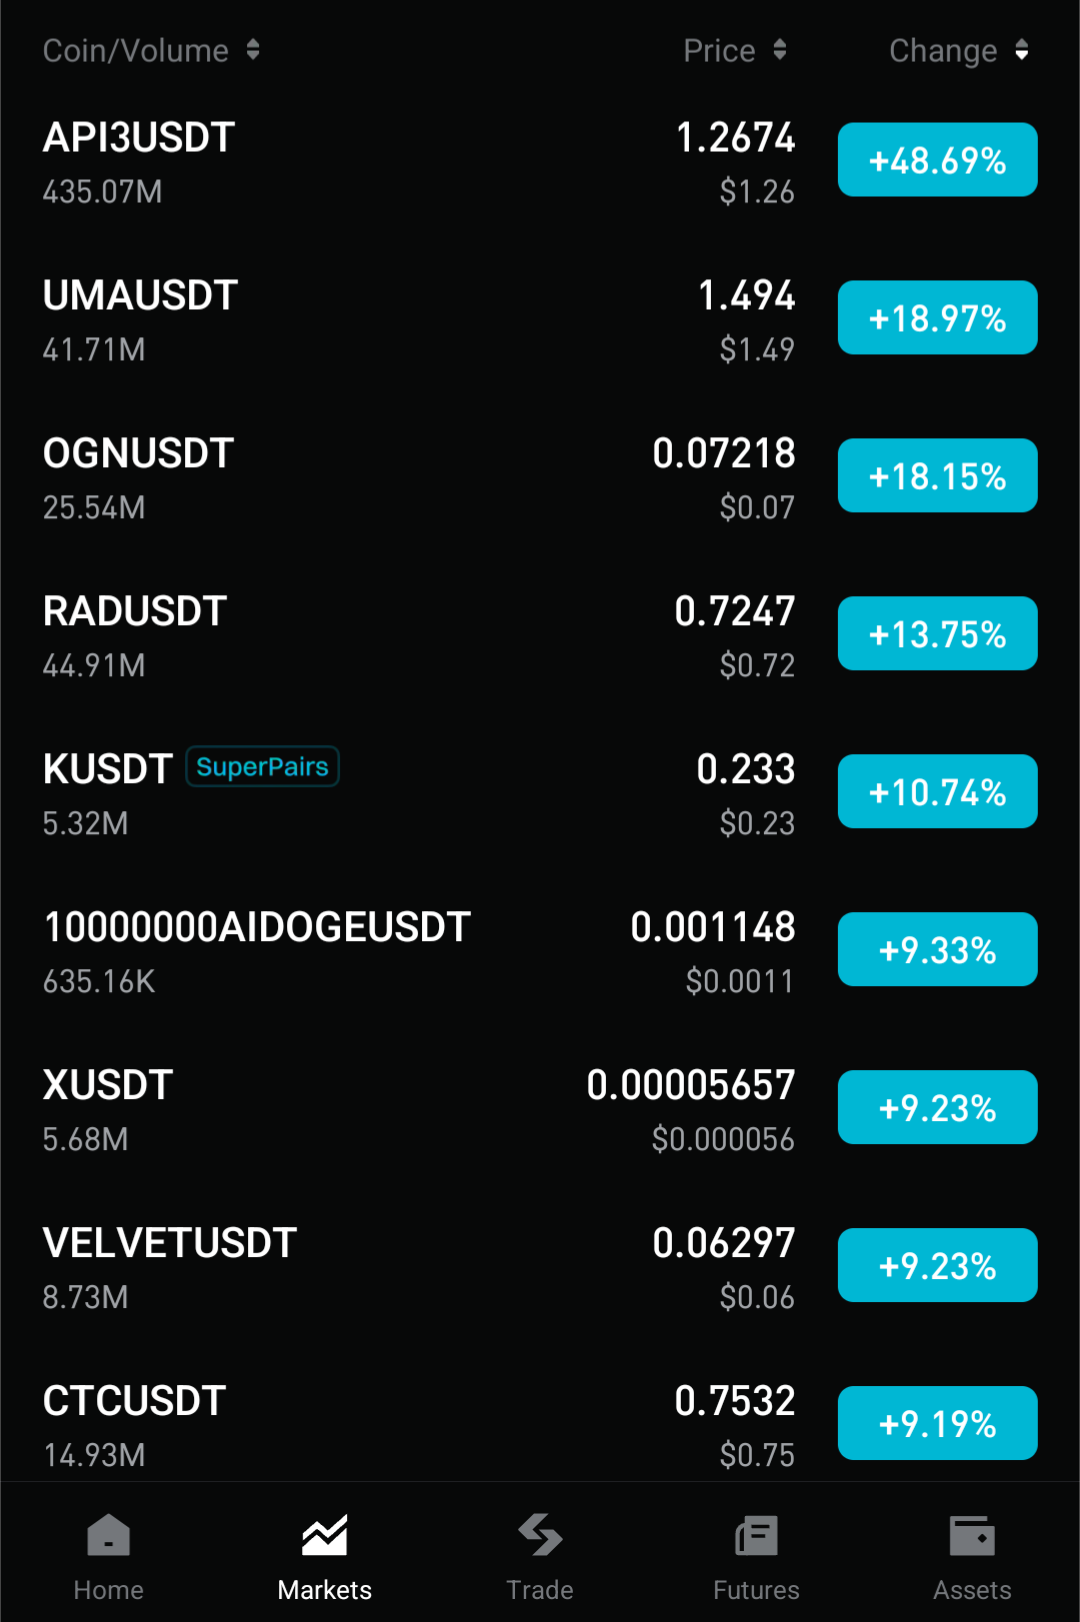 Coin/Volume Price Change
API3USDT 1.2674 +48.69%
435.07M $1.26
UMAUSDT 1.494 +18.97%
41.71M $1.49
OGNUSDT 0.07218 +18.15%
25.54M $0.07
RADUSDT 0.7247 +13.75%
44.91M $0.72
KUSDT SuperPairs 0.233 +10.74%
5.32M $0.23
10000000AIDOGEUSDT 0.001148 +9.33%
635.16K $0.0011
XUSDT 0.00005657 +9.23%
5.68M $0.000056
VELVETUSDT 0.06297 +9.23%
8.73M $0.06
CTCUSDT 0.7532 +9.19%
14.93M $0.75
Home Markets Trade Futures Assets